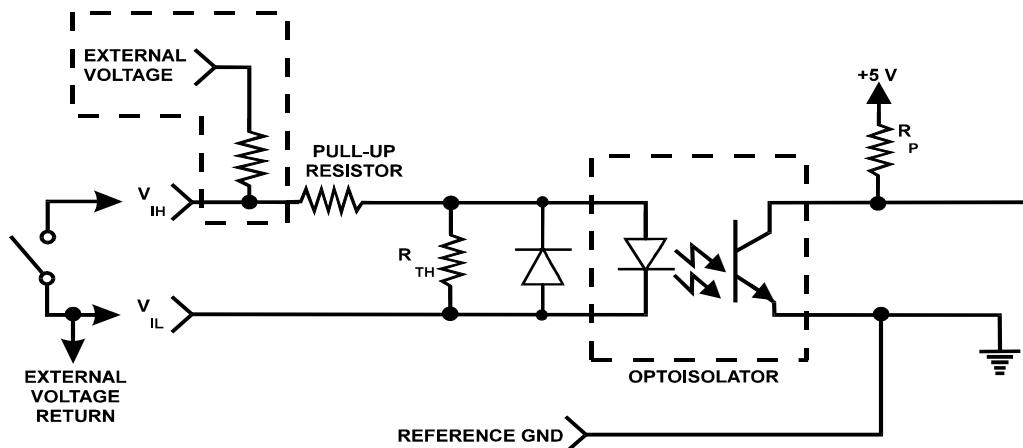 EXTERNAL
VOLTAGE
+5 V
R
P
PULL-UP
RESISTOR
V
IH
R
TH
V
IL
EXTERNAL
VOLTAGE
RETURN
OPTOISOLATOR
REFERENCE GND